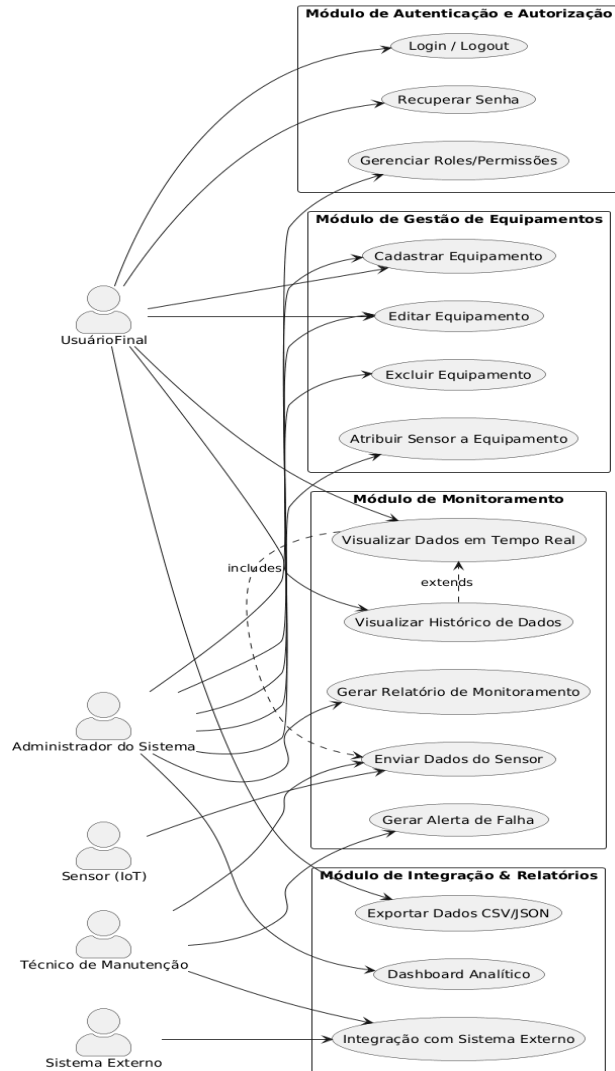 Módulo de Autenticação e Autorização
Login / Logout
Recuperar Senha
Gerenciar Roles/Permissões
Módulo de Gestão de Equipamentos
Cadastrar Equipamento
Editar Equipamento
Excluir Equipamento
Atribuir Sensor a Equipamento
UsuárioFinal
Módulo de Monitoramento
Visualizar Dados em Tempo Real
includes
extends
Visualizar Histórico de Dados
Gerar Relatório de Monitoramento
Administrador do Sistema
Enviar Dados do Sensor
Gerar Alerta de Falha
Sensor (IoT)
Módulo de Integração & Relatórios
Exportar Dados CSV/JSON
Técnico de Manutenção
Dashboard Analítico
Integração com Sistema Externo
Sistema Externo